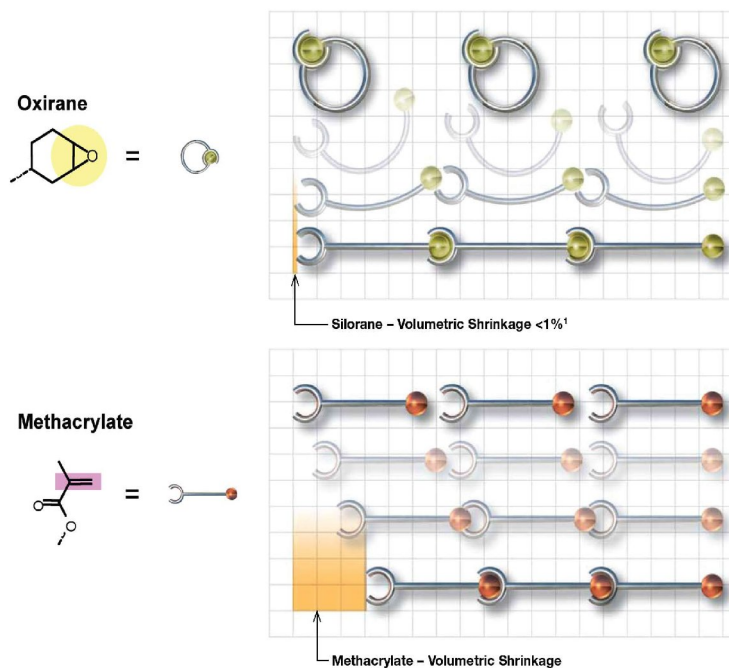 Oxirane
O
=
Silorane – Volumetric Shrinkage <1%¹
Methacrylate
O
O
=
Methacrylate – Volumetric Shrinkage